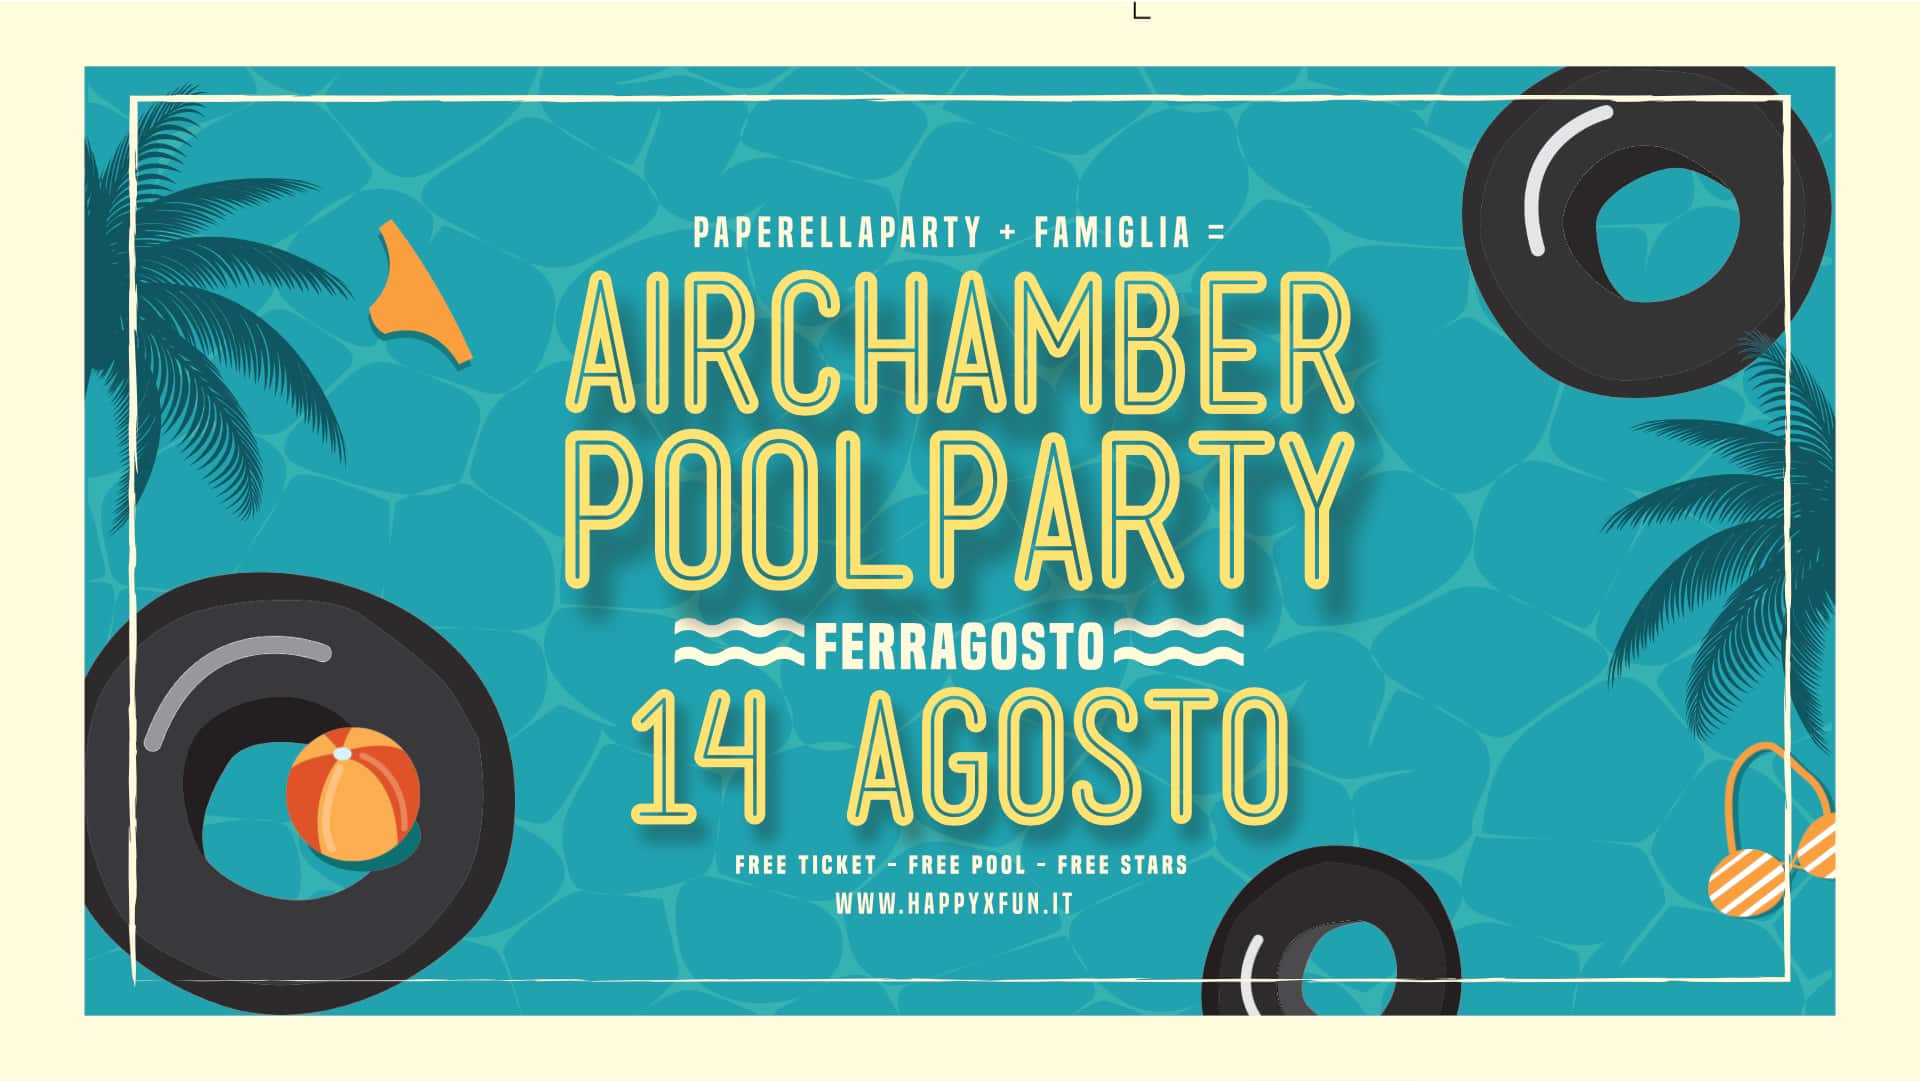 PAPERELLAPARTY + FAMIGLIA =
AIRCHAMBER
POOLPARTY
FERRAGOSTO
14 AGOSTO
FREE TICKET - FREE POOL - FREE STARS
WWW.HAPPYXFUN.IT